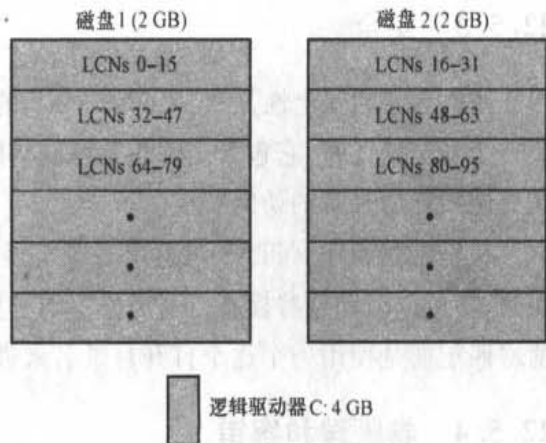 磁盘1 (2 GB)
磁盘2 (2 GB)
LCNs 0–15
LCNs 16–31
LCNs 32–47
LCNs 48–63
LCNs 64–79
LCNs 80–95
逻辑驱动器C: 4 GB